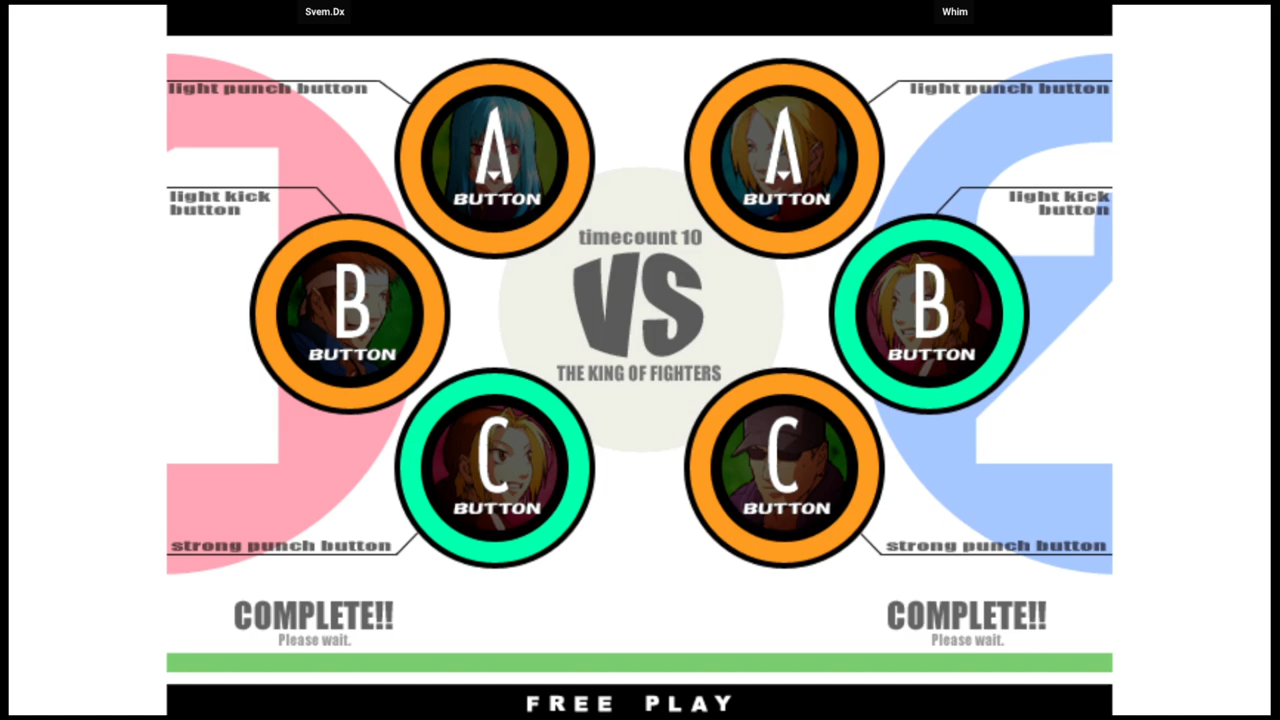 Svem.Dx
Whim
light punch button
light punch button
A
BUTTON
A
BUTTON
light kick
button
light kick
button
1
2
timecount 10
VS
THE KING OF FIGHTERS
B
BUTTON
B
BUTTON
C
BUTTON
C
BUTTON
strong punch button
strong punch button
COMPLETE!!
Please wait.
COMPLETE!!
Please wait.
FREE PLAY